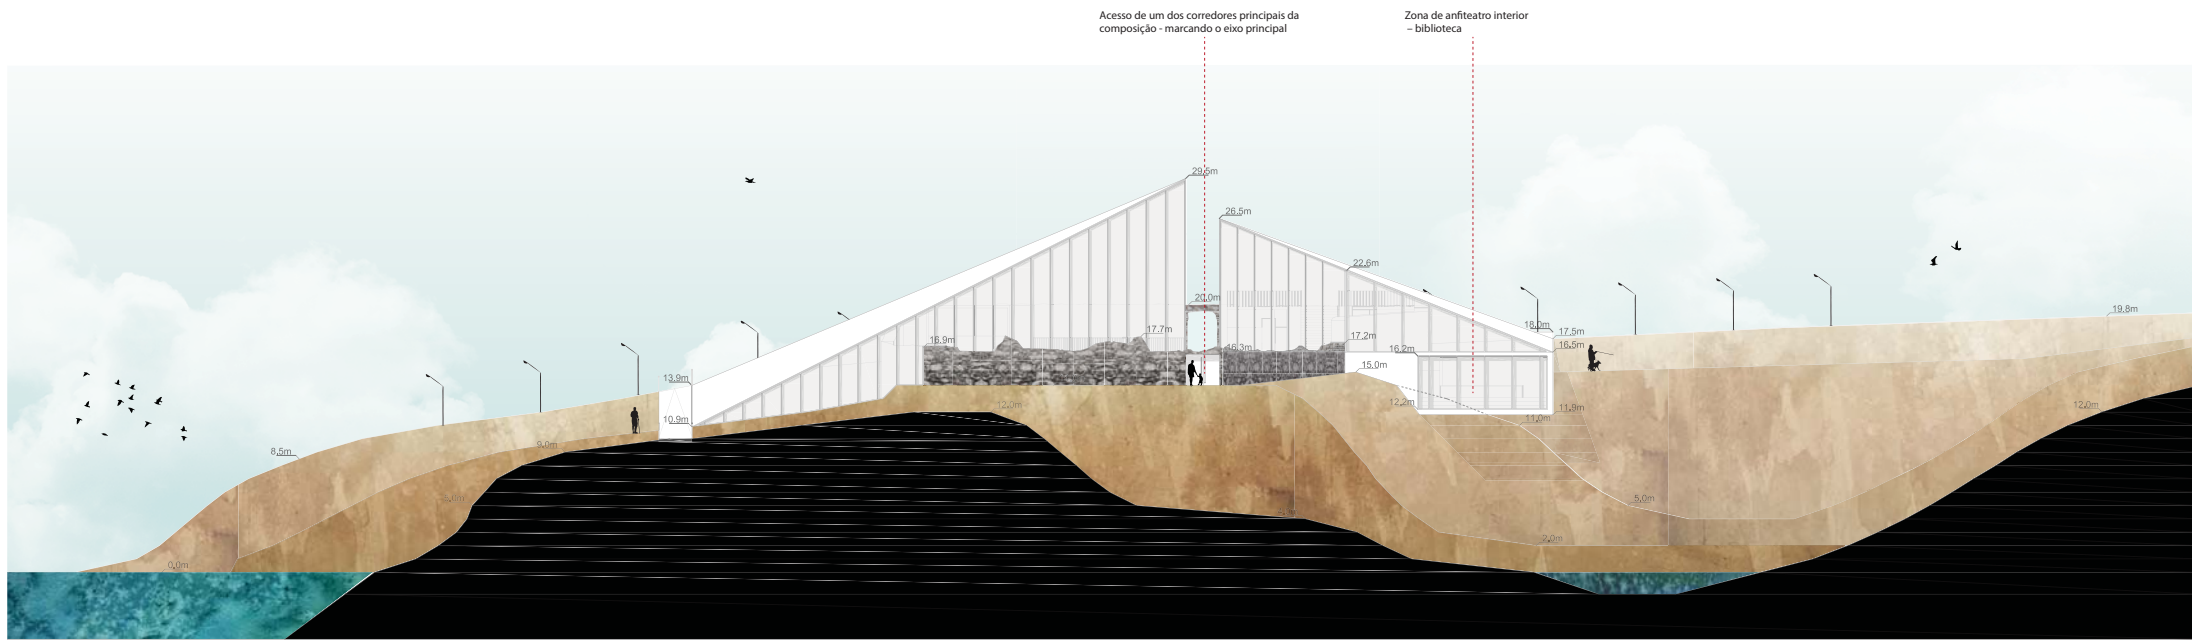 Acesso de um dos corredores principais da
composição - marcando o eixo principal
Zona de anfiteatro interior
– biblioteca
29.5m
26.5m
22.6m
20.0m
19.8m
18.0m
17.5m
17.7m
17.2m
16.9m
16.3m
16.2m
16.5m
15.0m
13.9m
12.2m
12.0m
12.0m
11.9m
11.0m
10.9m
9.0m
8.5m
5.0m
2.0m
0.0m